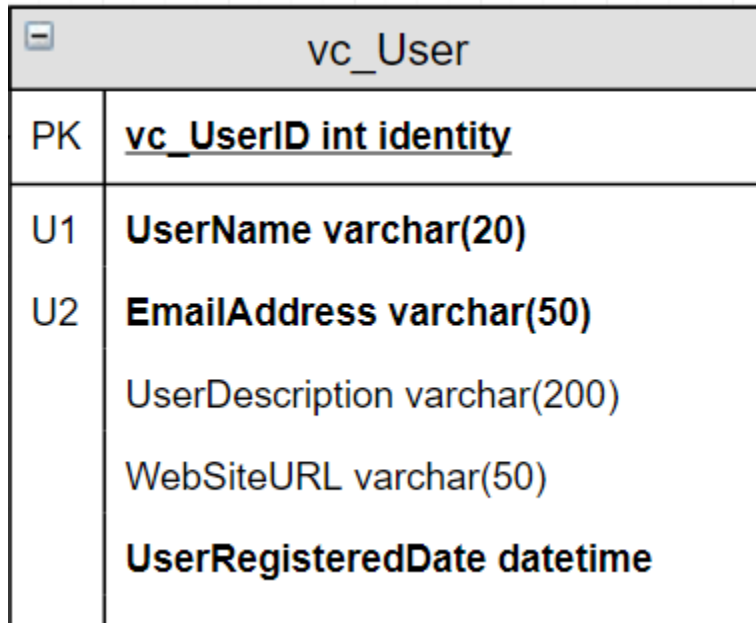 vc_User
PK vc_UserID int identity
U1 UserName varchar(20)
U2 EmailAddress varchar(50)
UserDescription varchar(200)
WebSiteURL varchar(50)
UserRegisteredDate datetime